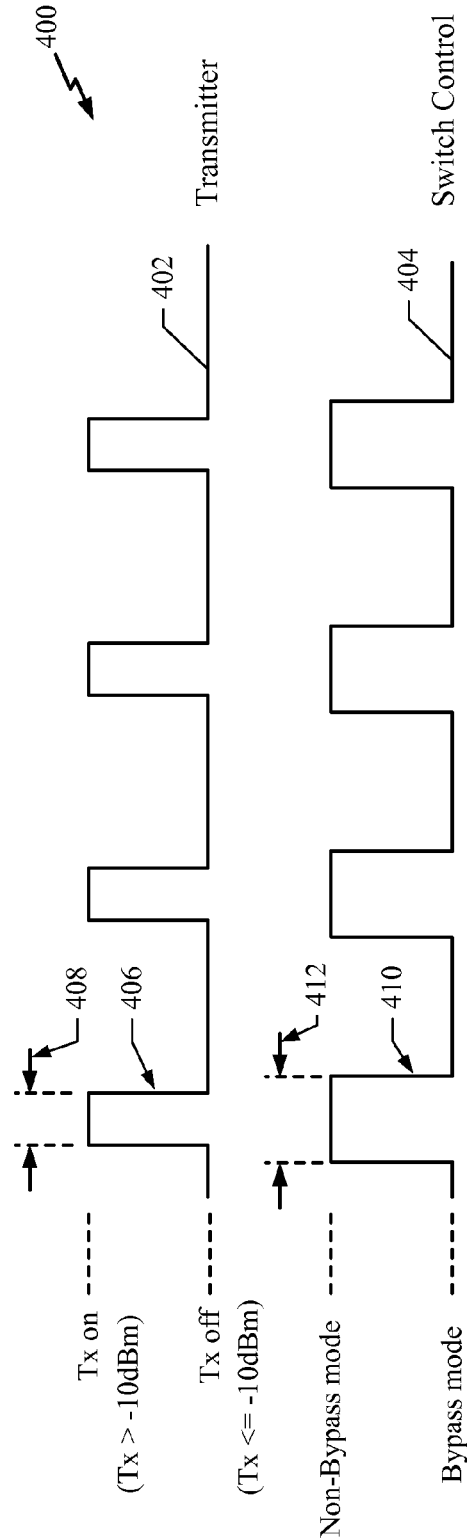 400
Tx on
(Tx > -10dBm)
408
406
402
Transmitter
Tx off
(Tx <= -10dBm)
Non-Bypass mode
412
410
404
Switch Control
Bypass mode